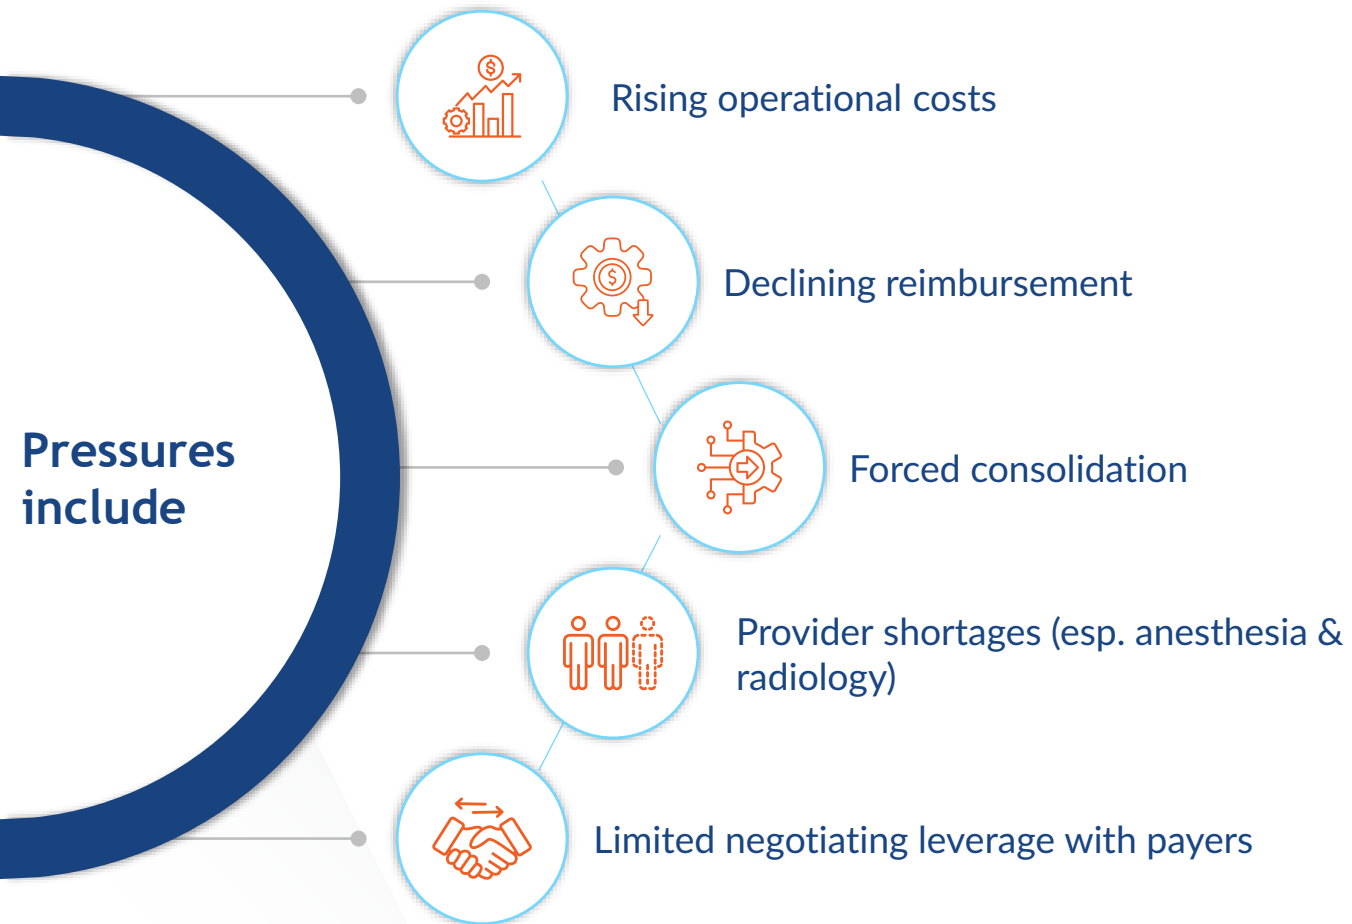 Rising operational costs
Declining reimbursement
Pressures
include
Forced consolidation
Provider shortages (esp. anesthesia &
radiology)
Limited negotiating leverage with payers